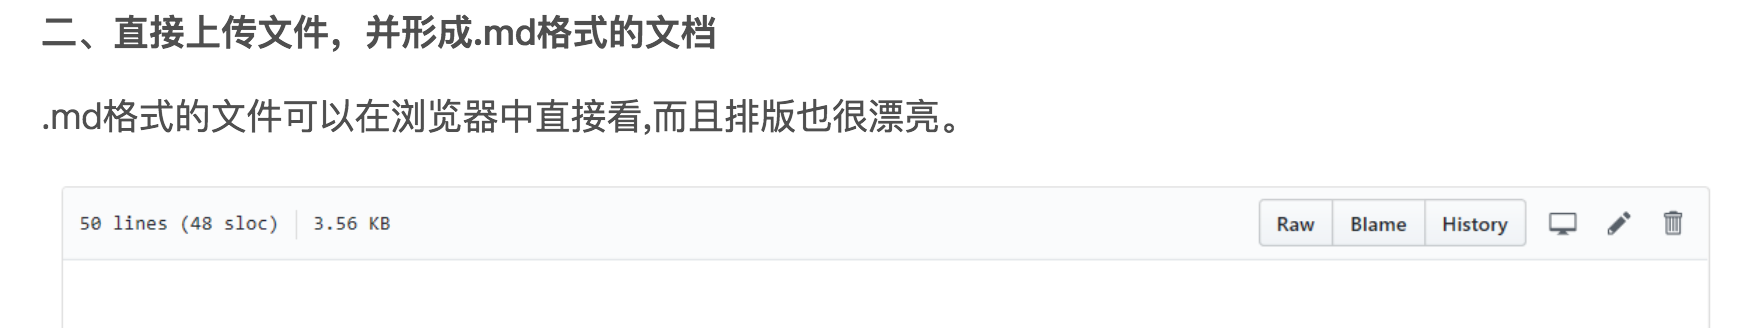 二、直接上传文件，并形成.md格式的文档
.md格式的文件可以在浏览器中直接看,而且排版也很漂亮。
50 lines (48 sloc) 3.56 KB Raw Blame History